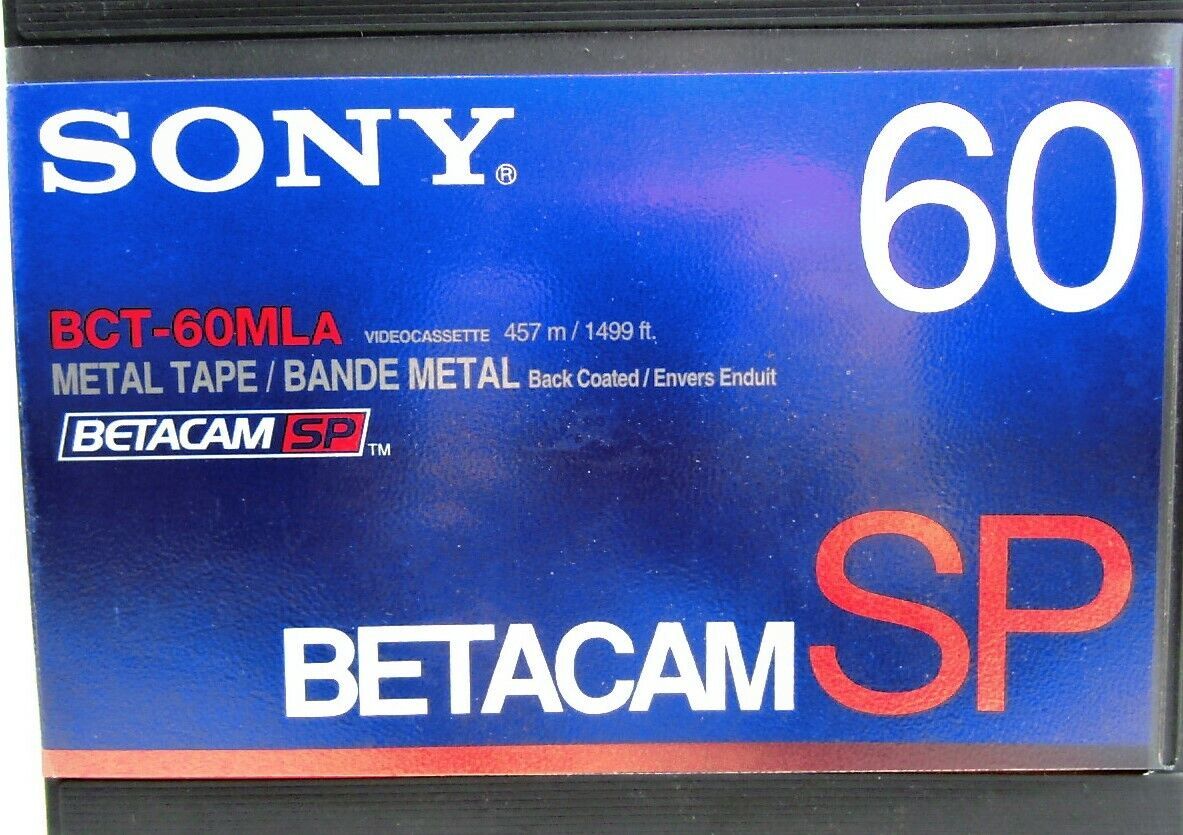 SONY® 60
BCT-60MLA VIDEOCASSETTE 457 m / 1499 ft.
METAL TAPE / BANDE METAL Back Coated / Envers Enduit
BETACAM SP™
BETACAM SP